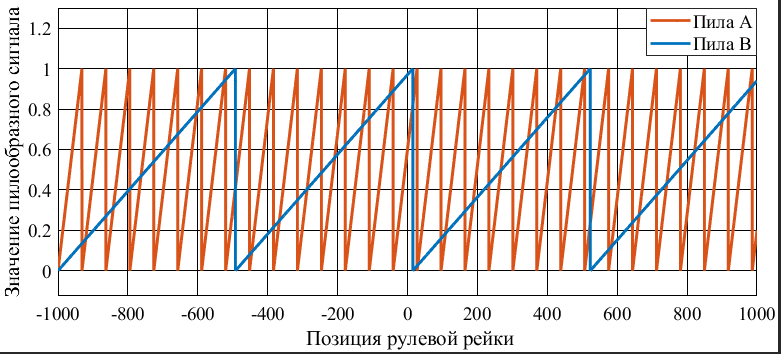 Значение пилообразного сигнала
1.2
1
0.8
0.6
0.4
0.2
0
Пила А
Пила В
-1000 -800 -600 -400 -200 0 200 400 600 800 1000
Позиция рулевой рейки